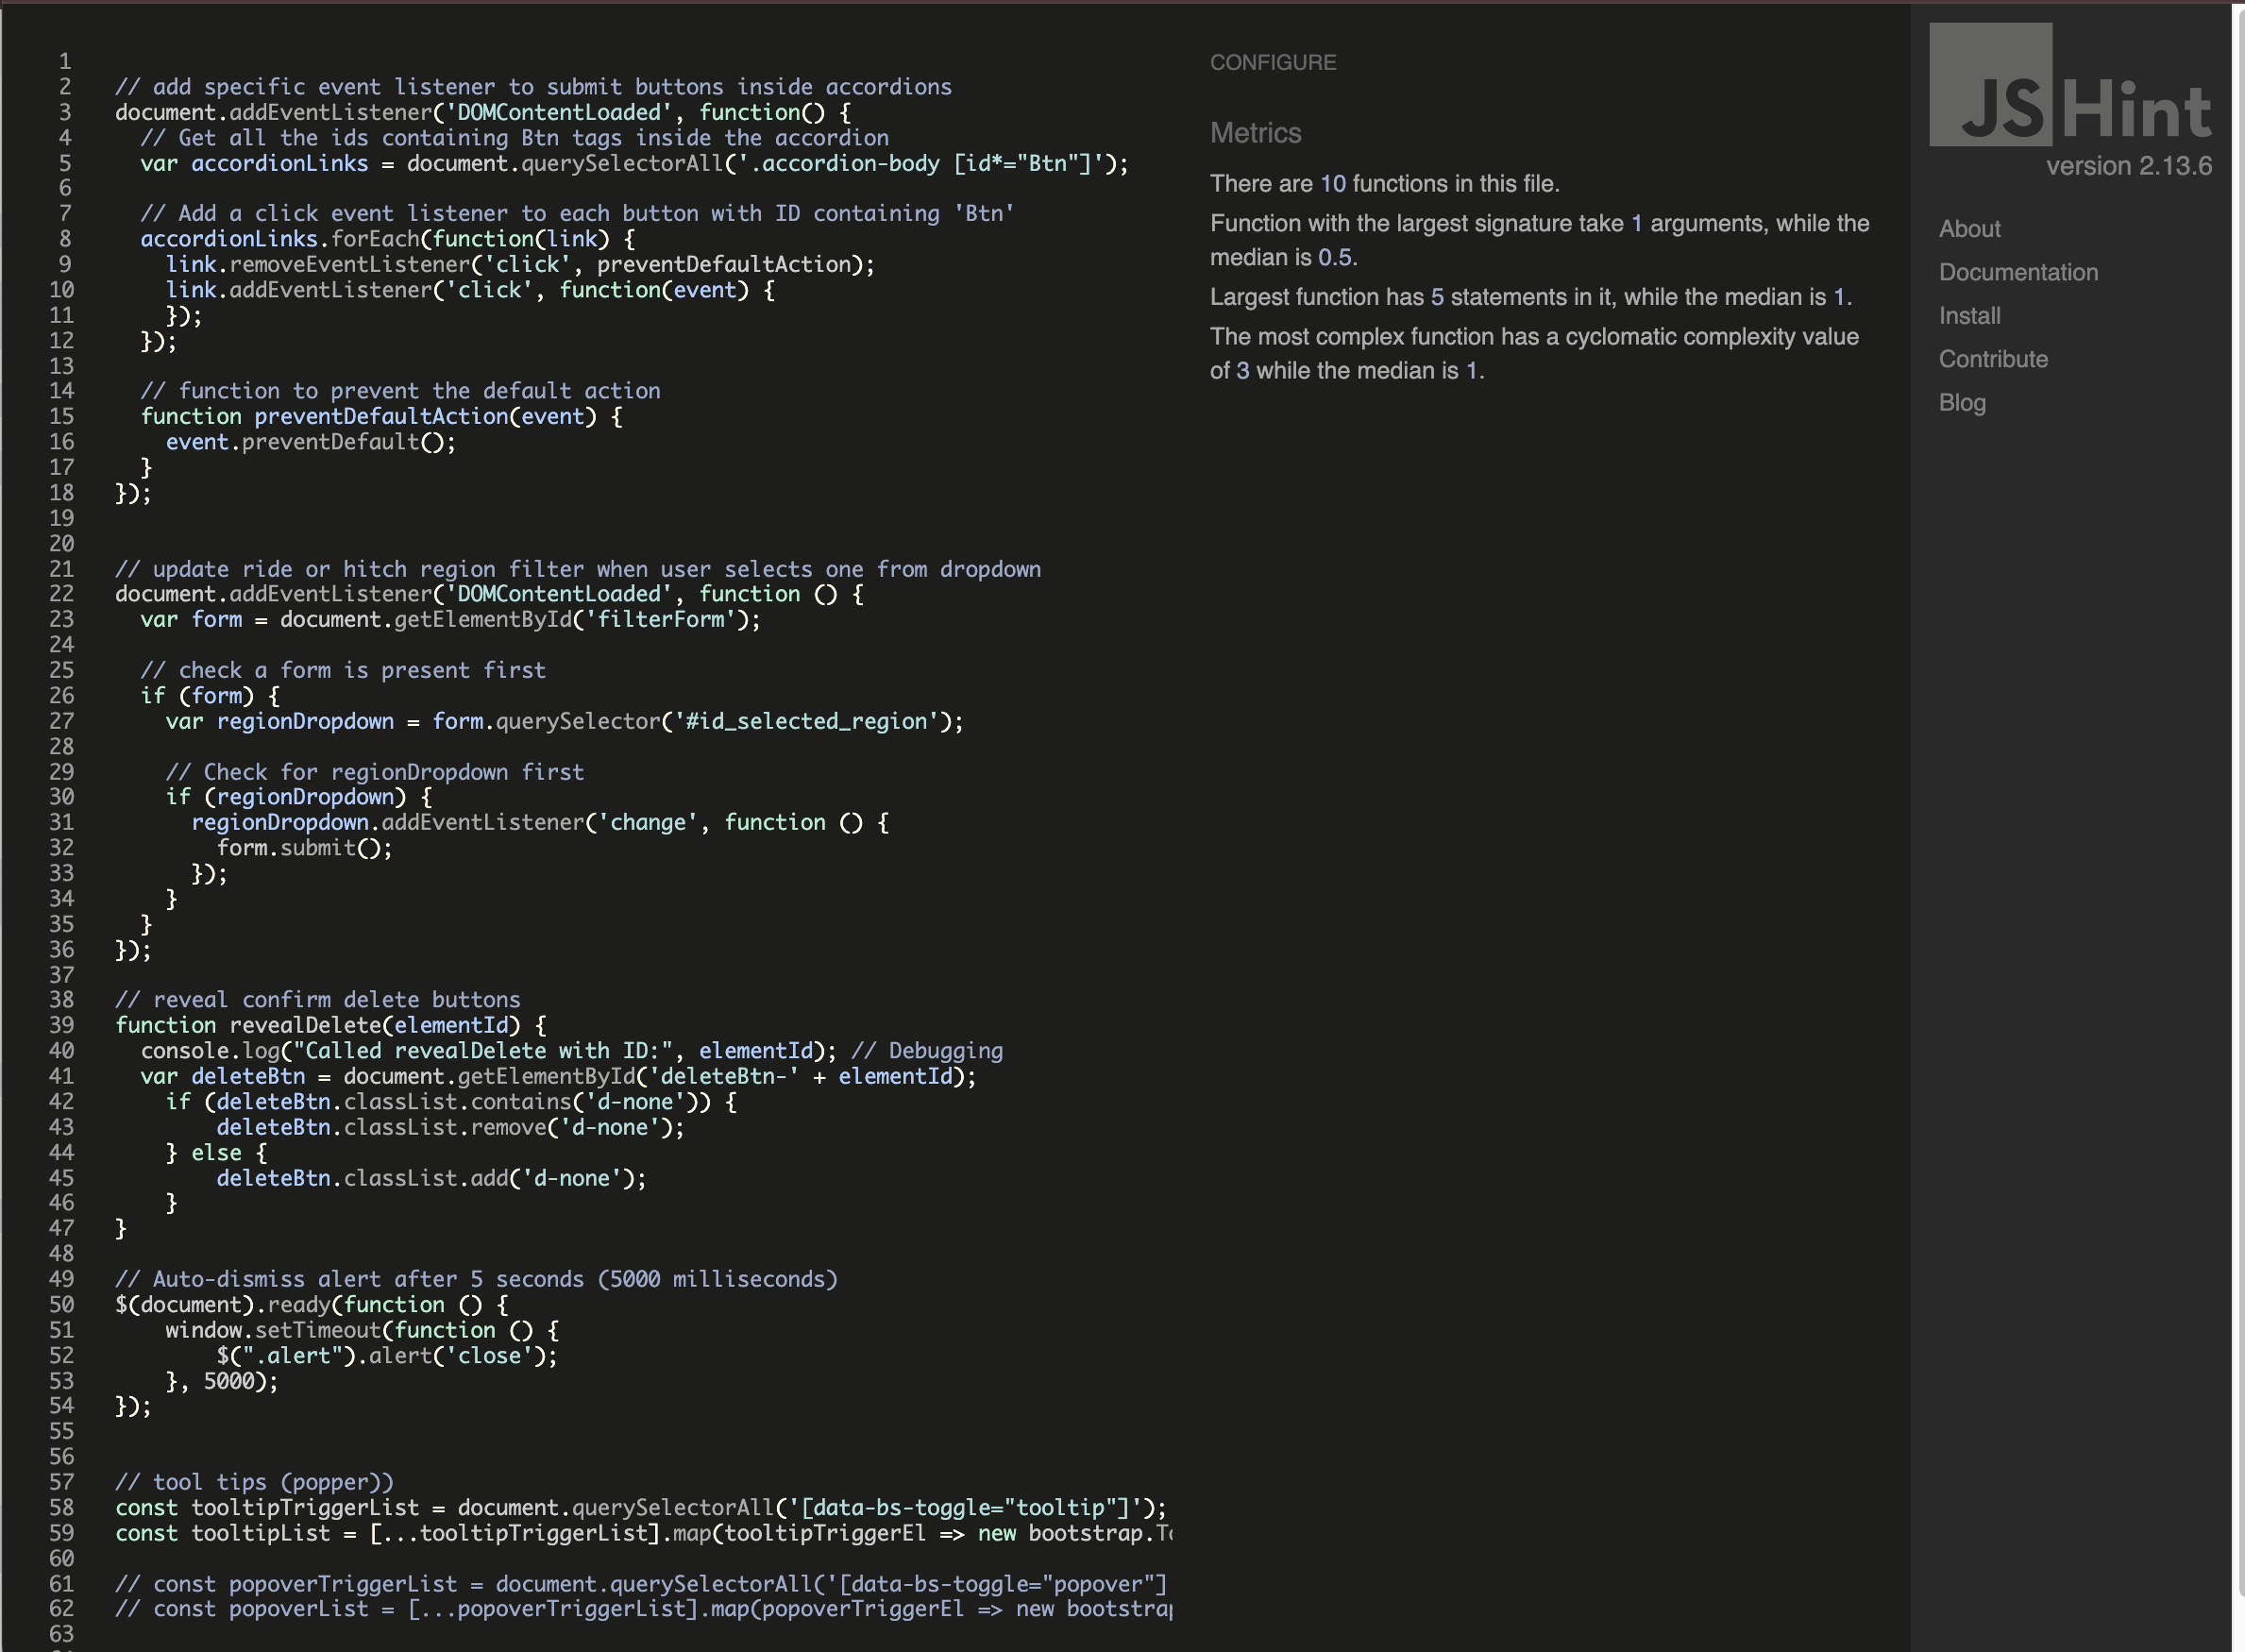 1
2 // add specific event listener to submit buttons inside accordions
3 document.addEventListener('DOMContentLoaded', function() {
4 // Get all the ids containing Btn tags inside the accordion
5 var accordionLinks = document.querySelectorAll('.accordion-body [id*="Btn"]');
6
7 // Add a click event listener to each button with ID containing 'Btn'
8 accordionLinks.forEach(function(link) {
9 link.removeEventListener('click', preventDefaultAction);
10 link.addEventListener('click', function(event) {
11 });
12 });
13
14 // function to prevent the default action
15 function preventDefaultAction(event) {
16 event.preventDefault();
17 }
18 });
19
20
21 // update ride or hitch region filter when user selects one from dropdown
22 document.addEventListener('DOMContentLoaded', function () {
23 var form = document.getElementById('filterForm');
24
25 // check a form is present first
26 if (form) {
27 var regionDropdown = form.querySelector('#id_selected_region');
28
29 // Check for regionDropdown first
30 if (regionDropdown) {
31 regionDropdown.addEventListener('change', function () {
32 form.submit();
33 });
34 }
35 }
36 });
37
38 // reveal confirm delete buttons
39 function revealDelete(elementId) {
40 console.log("Called revealDelete with ID:", elementId); // Debugging
41 var deleteBtn = document.getElementById('deleteBtn-' + elementId);
42 if (deleteBtn.classList.contains('d-none')) {
43 deleteBtn.classList.remove('d-none');
44 } else {
45 deleteBtn.classList.add('d-none');
46 }
47 }
48
49 // Auto-dismiss alert after 5 seconds (5000 milliseconds)
50 $(document).ready(function () {
51 window.setTimeout(function () {
52 $(".alert").alert('close');
53 }, 5000);
54 });
55
56
57 // tool tips (popper))
58 const tooltipTriggerList = document.querySelectorAll('[data-bs-toggle="tooltip"]');
59 const tooltipList = [...tooltipTriggerList].map(tooltipTriggerEl => new bootstrap.To
60
61 // const popoverTriggerList = document.querySelectorAll('[data-bs-toggle="popover"]
62 // const popoverList = [...popoverTriggerList].map(popoverTriggerEl => new bootstrap
63
CONFIGURE
Metrics
There are 10 functions in this file.
Function with the largest signature take 1 arguments, while the
median is 0.5.
Largest function has 5 statements in it, while the median is 1.
The most complex function has a cyclomatic complexity value
of 3 while the median is 1.
JSHint
version 2.13.6
About
Documentation
Install
Contribute
Blog